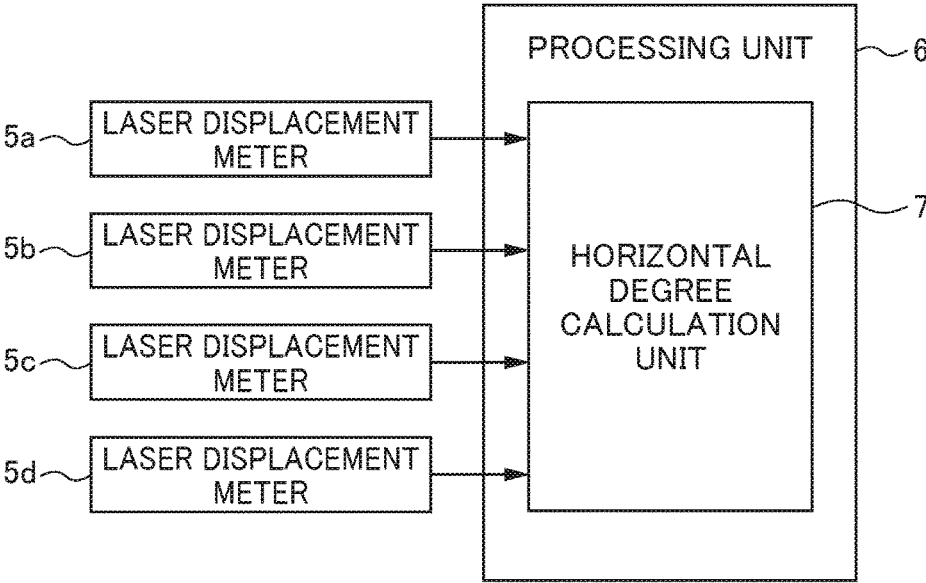 PROCESSING UNIT
6
5a
LASER DISPLACEMENT
METER
7
5b
LASER DISPLACEMENT
METER
HORIZONTAL
DEGREE
CALCULATION
UNIT
5c
LASER DISPLACEMENT
METER
5d
LASER DISPLACEMENT
METER